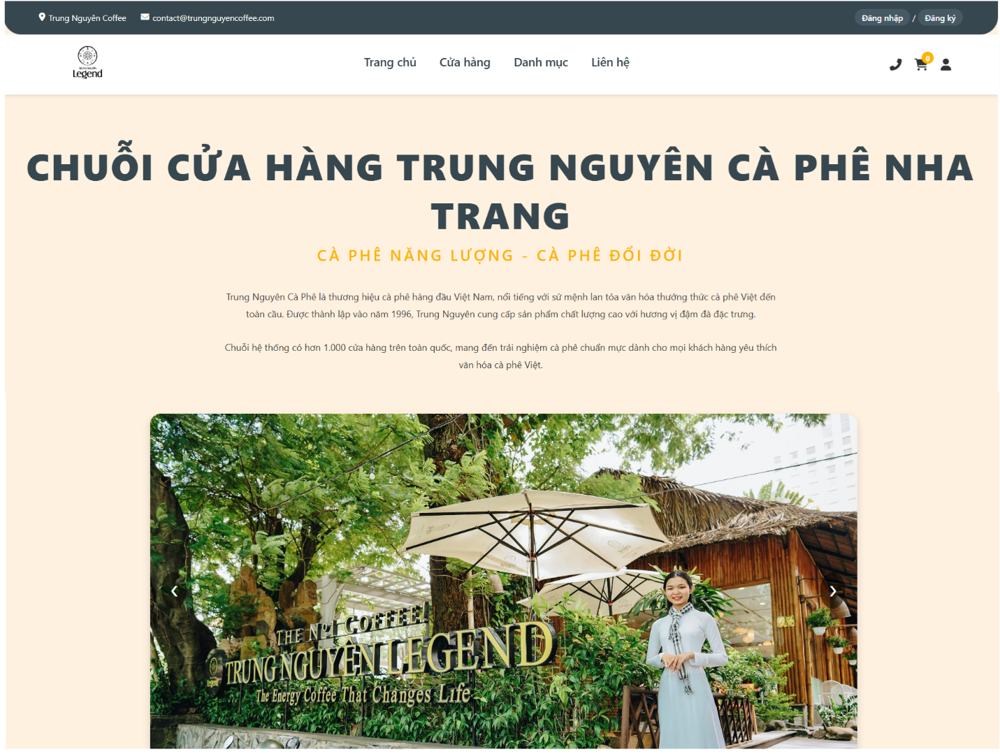 Trung Nguyên Coffee contact@trungnguyencoffee.com Đăng nhập / Đăng ký
TRUNG NGUYÊN
Legend
Trang chủ Cửa hàng Danh mục Liên hệ
0
CHUỖI CỬA HÀNG TRUNG NGUYÊN CÀ PHÊ NHA
TRANG
CÀ PHÊ NĂNG LƯỢNG - CÀ PHÊ ĐỔI ĐỜI
Trung Nguyên Cà Phê là thương hiệu cà phê hàng đầu Việt Nam, nổi tiếng với sứ mệnh lan tỏa văn hóa thưởng thức cà phê Việt đến
toàn cầu. Được thành lập vào năm 1996, Trung Nguyên cung cấp sản phẩm chất lượng cao với hương vị đậm đà đặc trưng.
Chuỗi hệ thống có hơn 1.000 cửa hàng trên toàn quốc, mang đến trải nghiệm cà phê chuẩn mực dành cho mọi khách hàng yêu thích
văn hóa cà phê Việt.
THE Nº1 COFFEE!
TRUNG NGUYÊN LEGEND
Legend
The Energy Coffee That Changes Life